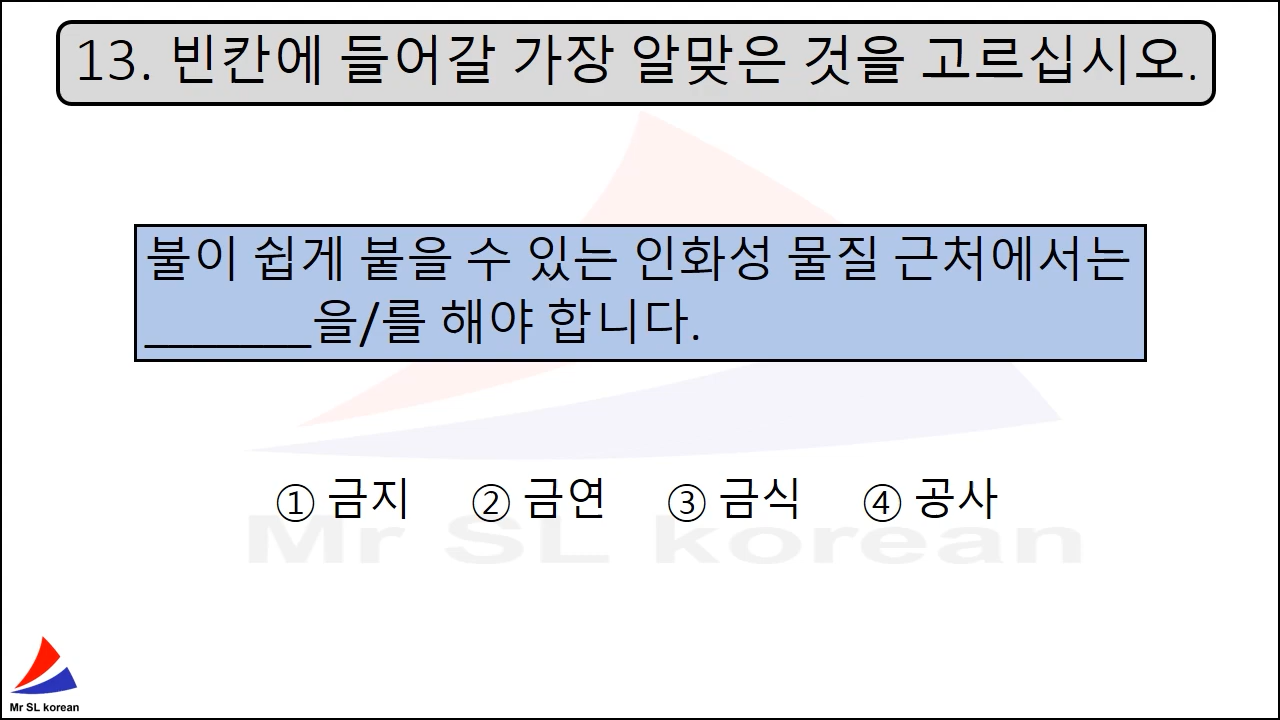 13. 빈칸에 들어갈 가장 알맞은 것을 고르십시오.
불이 쉽게 붙을 수 있는 인화성 물질 근처에서는
_______을/를 해야 합니다.
① 금지 ② 금연 ③ 금식 ④ 공사
Mr SL korean
Mr SL korean